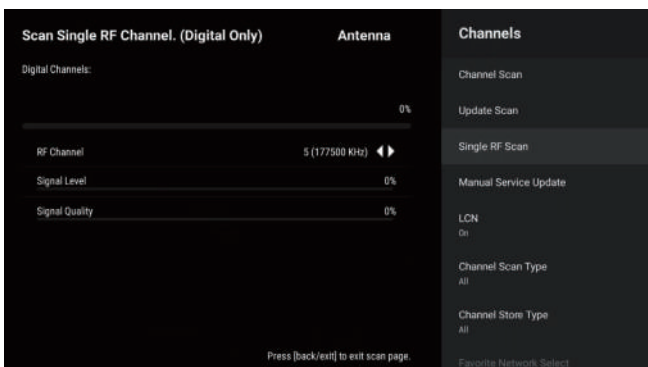 Scan Single RF Channel. (Digital Only)
Antenna
Digital Channels:
0%
RF Channel
5 (177500 KHz)
Signal Level
0%
Signal Quality
0%
Press [back/exit] to exit scan page.
Channels
Channel Scan
Update Scan
Single RF Scan
Manual Service Update
LCN
On
Channel Scan Type
All
Channel Store Type
All
Favorite Network Select